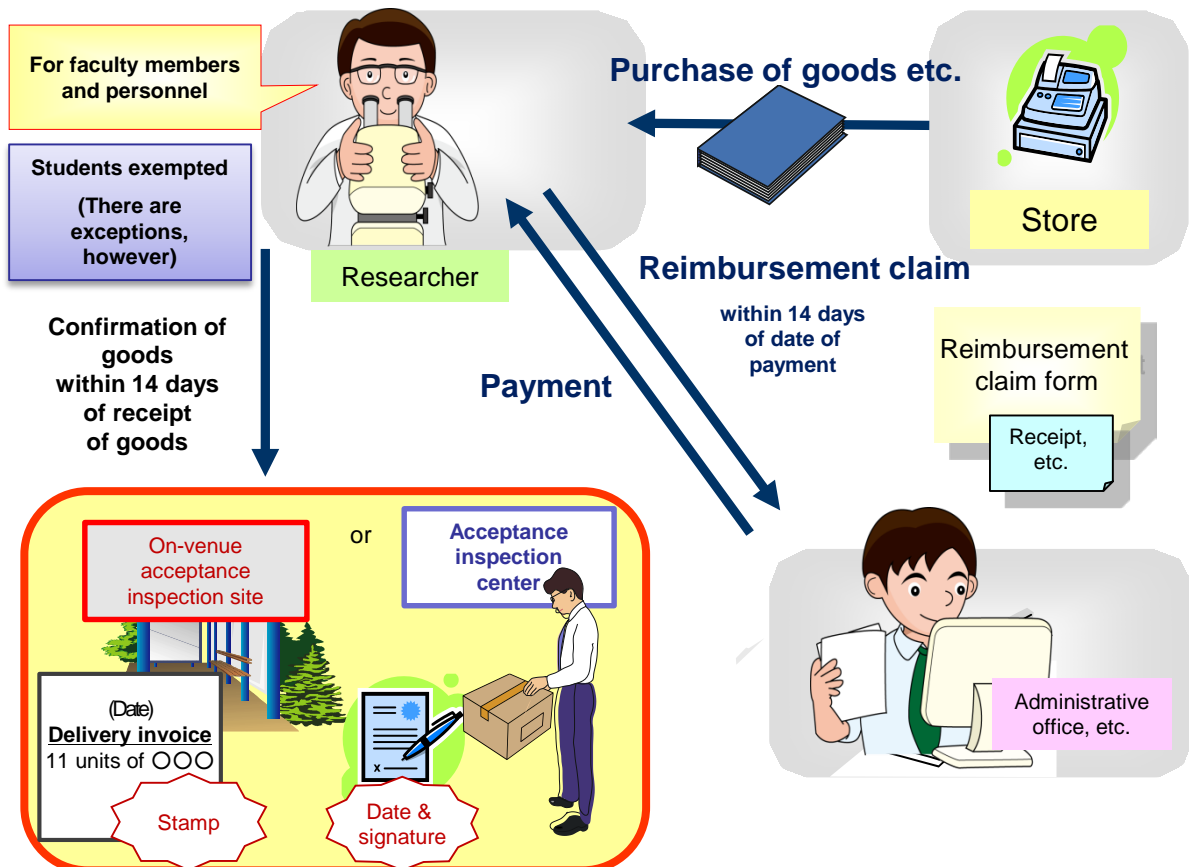 For faculty members
and personnel
Students exempted
(There are
exceptions,
however)
Researcher
Purchase of goods etc.
Store
Reimbursement claim
within 14 days
of date of
payment
Payment
Reimbursement
claim form
Receipt,
etc.
Confirmation of
goods
within 14 days
of receipt
of goods
On-venue
acceptance
inspection site
or
Acceptance
inspection
center
(Date)
Delivery invoice
11 units of 〇〇〇
Stamp
Date &
signature
Administrative
office, etc.